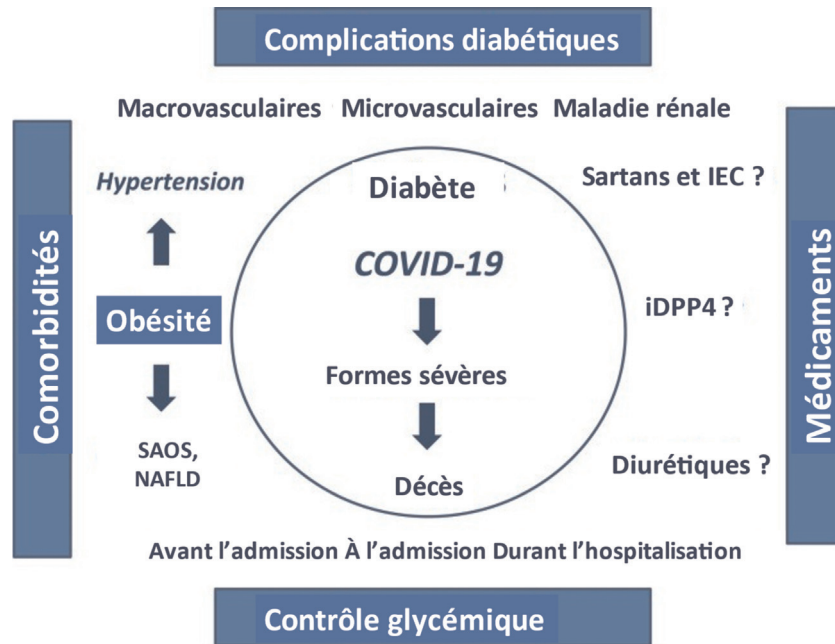 Complications diabétiques
Macrovasculaires Microvasculaires Maladie rénale
Comorbidités
Hypertension
Obésité
SAOS,
NAFLD
Diabète
COVID-19
Formes sévères
Décès
Sartans et IEC ?
iDPP4 ?
Diurétiques ?
Médicaments
Avant l’admission À l’admission Durant l’hospitalisation
Contrôle glycémique